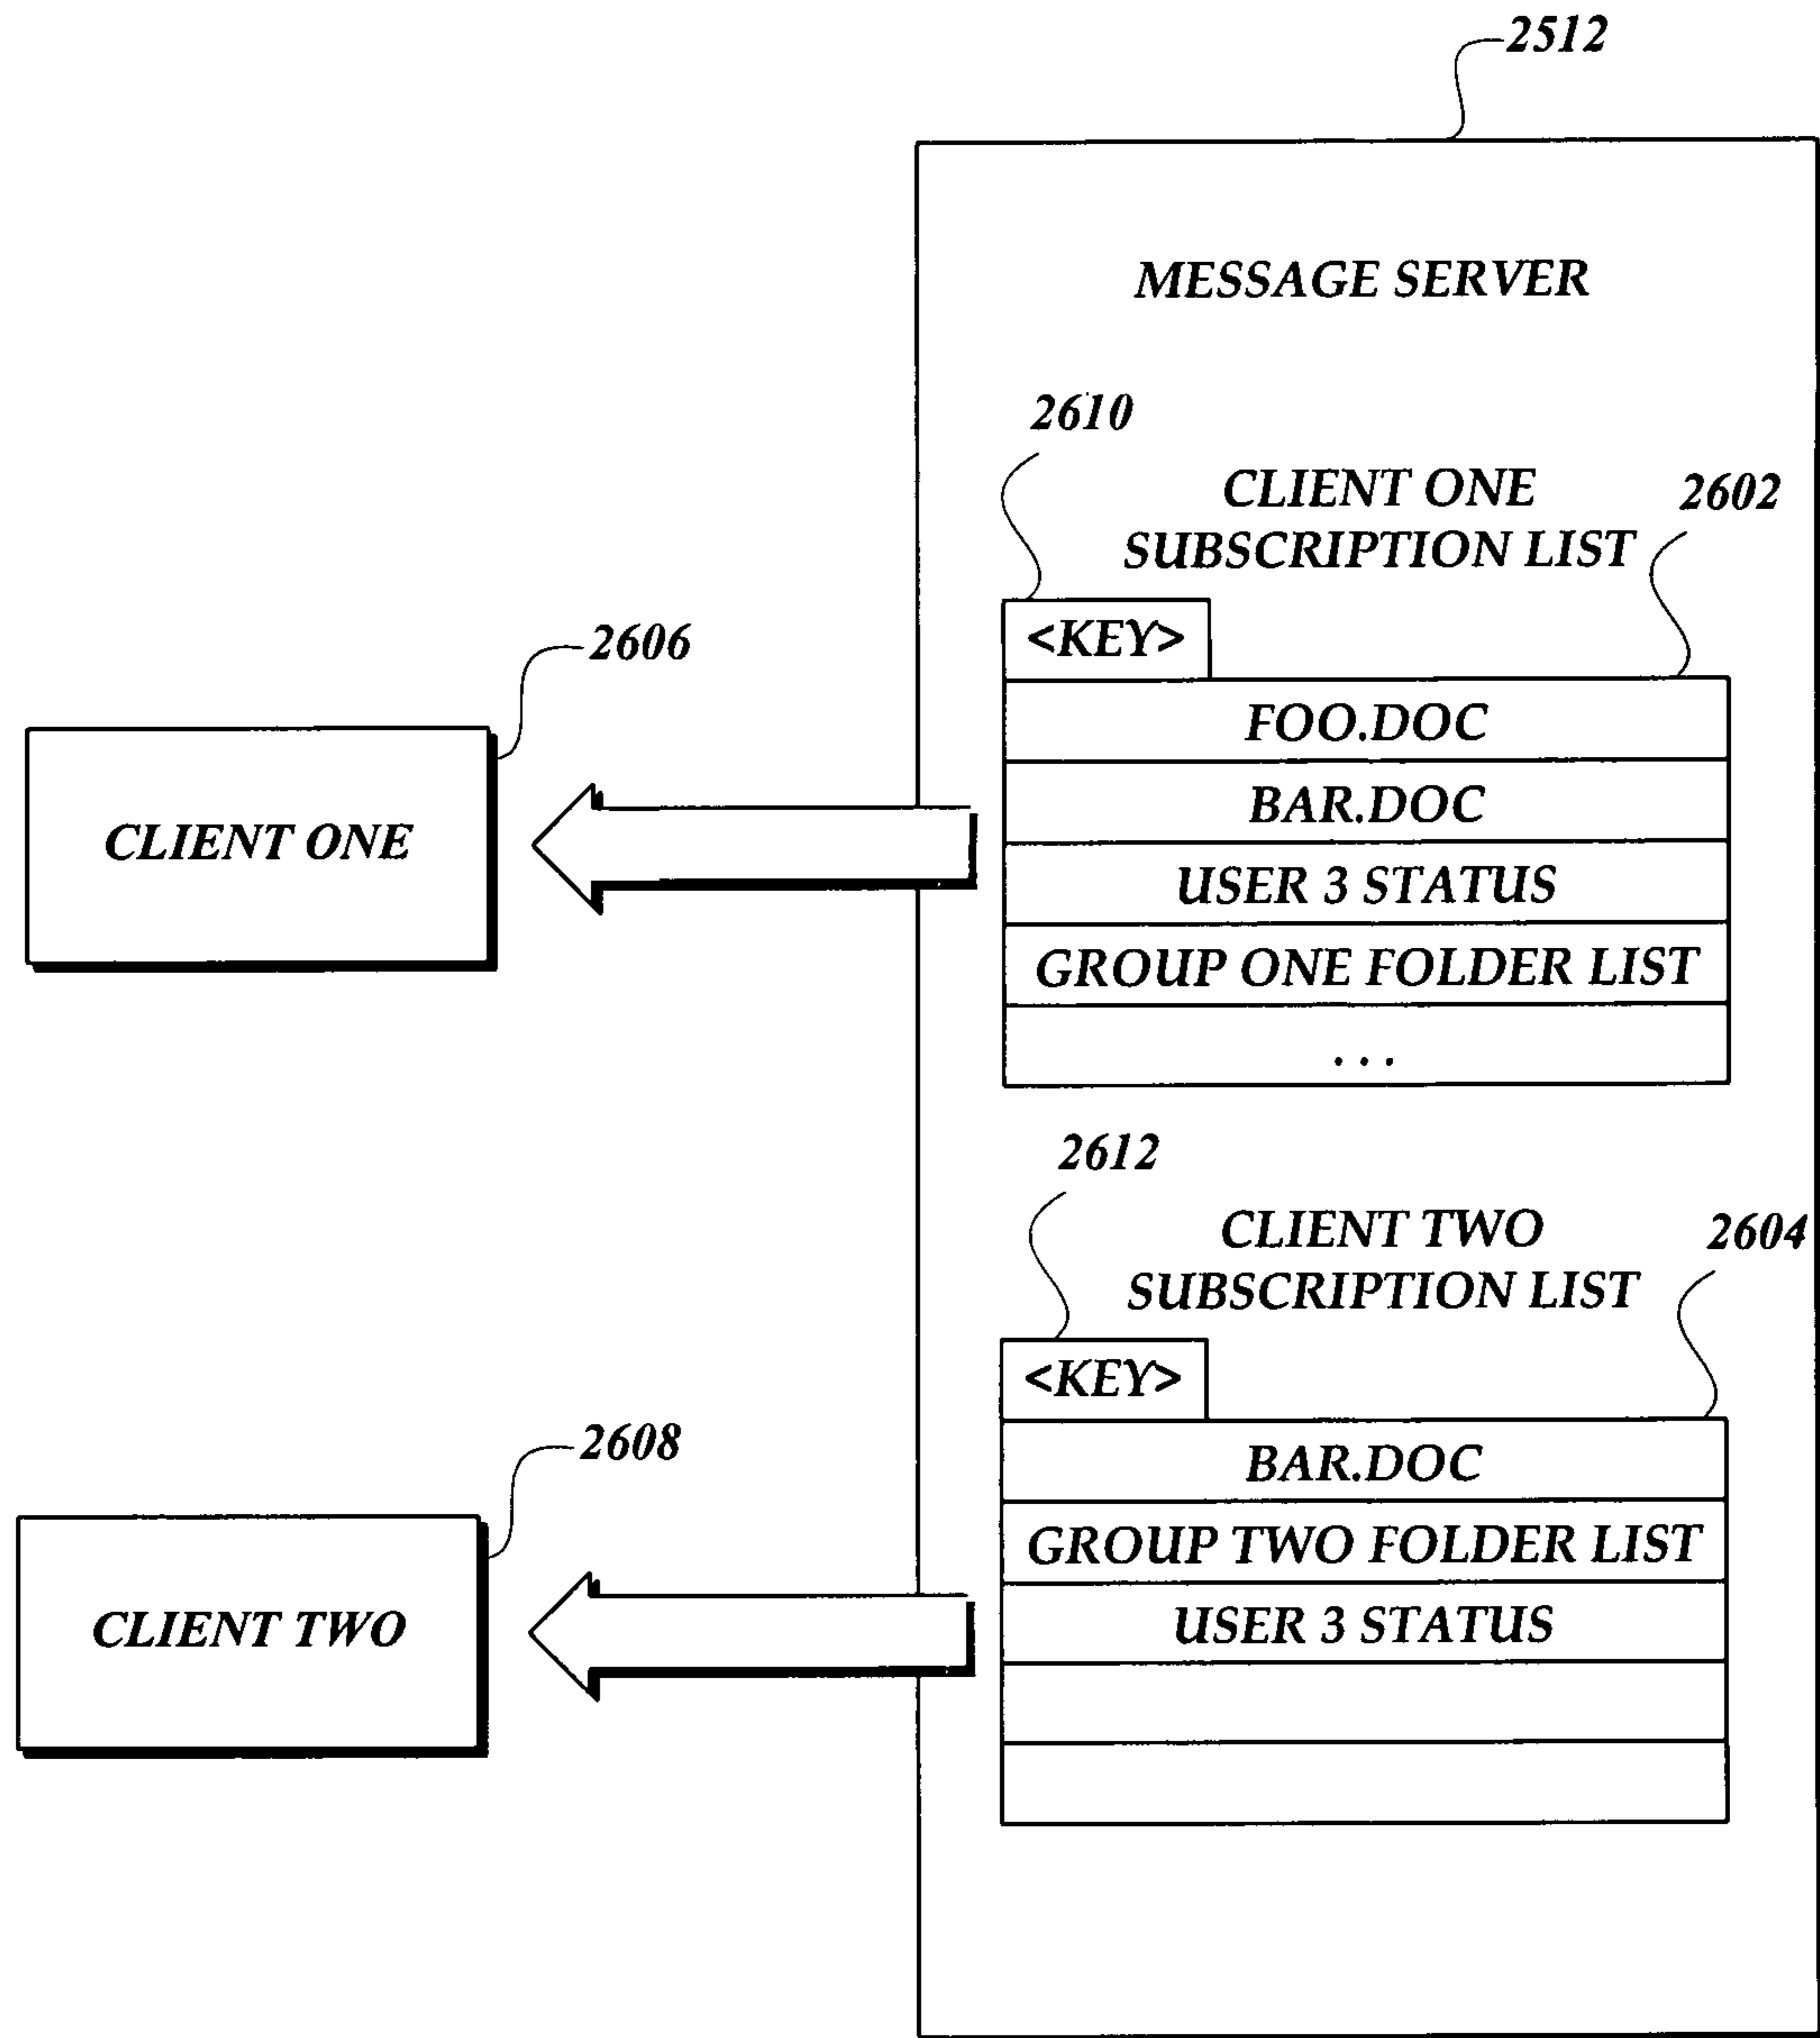 2512
MESSAGE SERVER
2610
CLIENT ONE
SUBSCRIPTION LIST
2602
<KEY>
FOO.DOC
BAR.DOC
USER 3 STATUS
GROUP ONE FOLDER LIST
...
2606
CLIENT ONE
2612
CLIENT TWO
SUBSCRIPTION LIST
2604
<KEY>
BAR.DOC
GROUP TWO FOLDER LIST
USER 3 STATUS
2608
CLIENT TWO